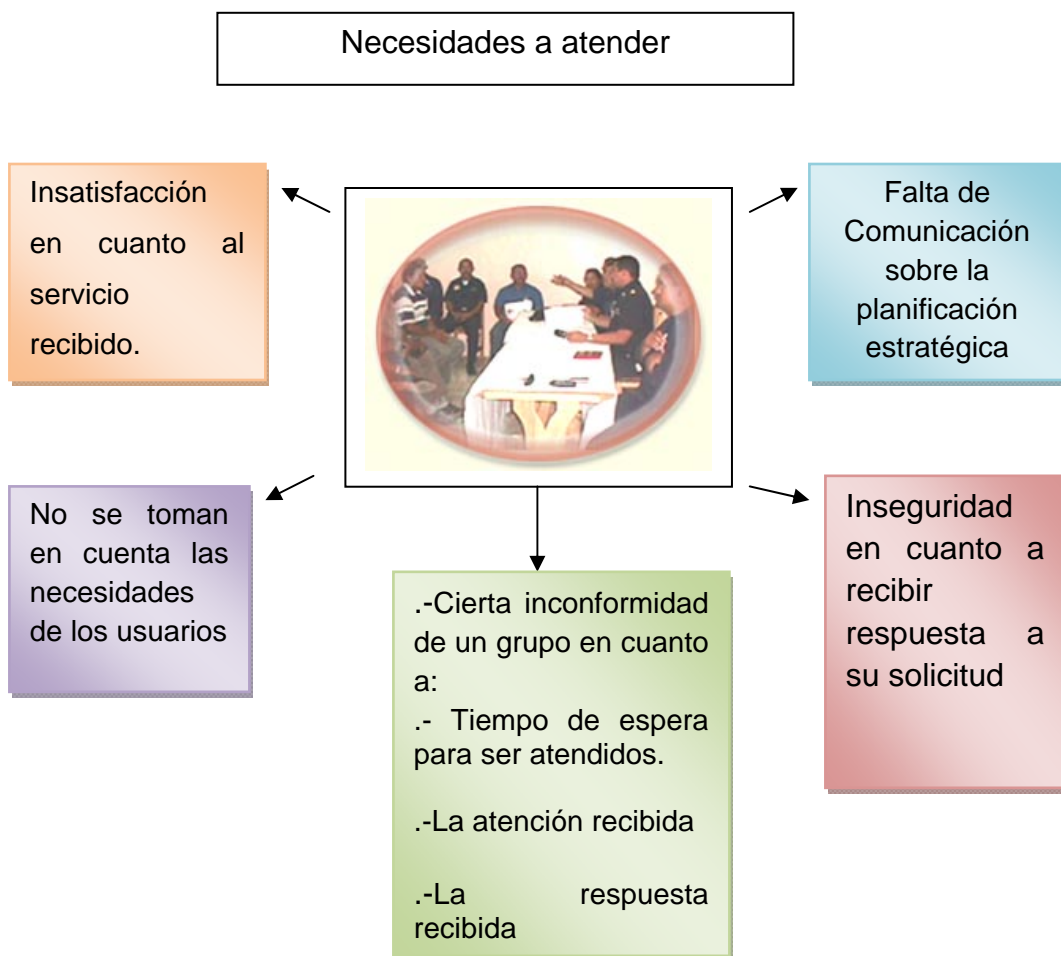 Necesidades a atender
Insatisfacción
en cuanto al
servicio
recibido.
Falta de
Comunicación
sobre la
planificación
estratégica
No se toman
en cuenta las
necesidades
de los usuarios
.-Cierta inconformidad
de un grupo en cuanto
a:
.- Tiempo de espera
para ser atendidos.
.-La atención recibida
.-La respuesta
recibida
Inseguridad
en cuanto a
recibir
respuesta a
su solicitud